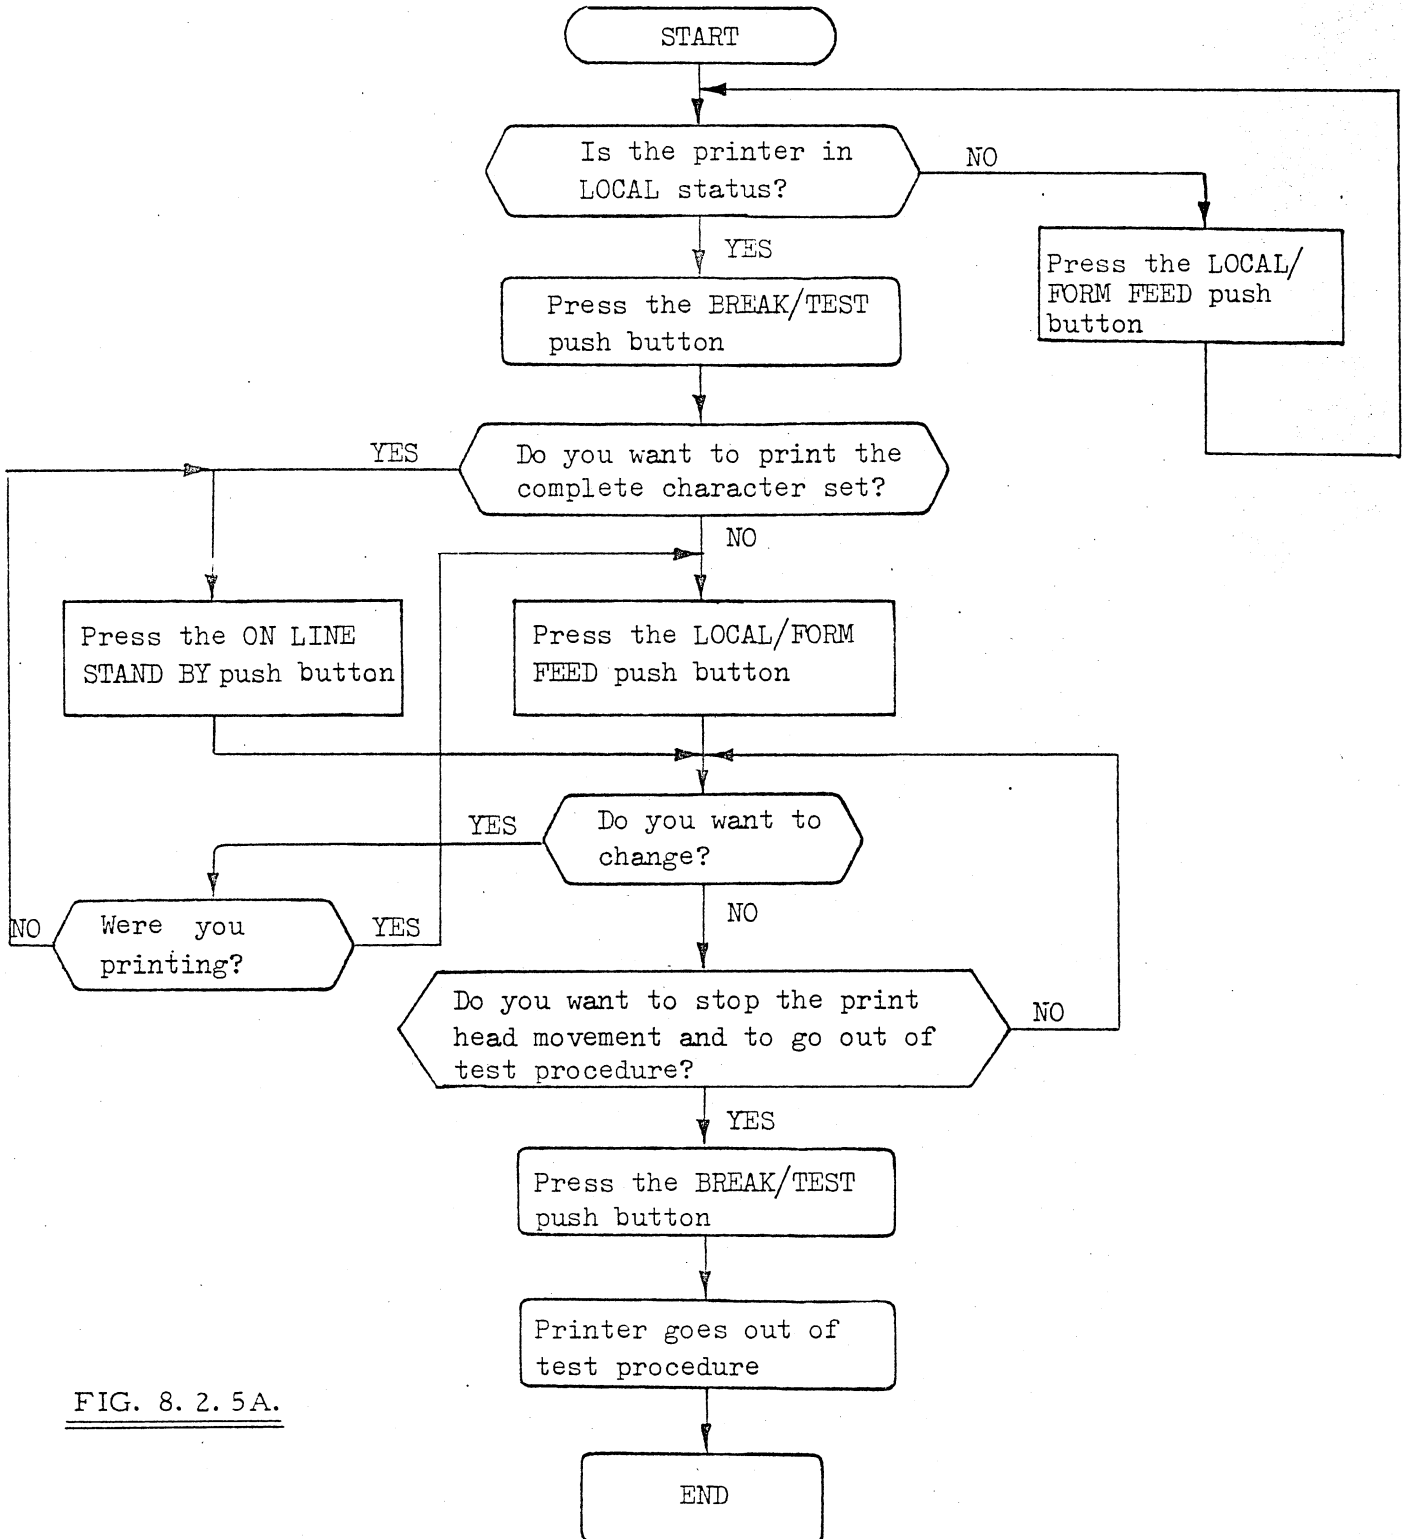 START
Is the printer in
LOCAL status?
NO
YES
Press the LOCAL/
FORM FEED push
button
Press the BREAK/TEST
push button
YES
Do you want to print the
complete character set?
NO
Press the ON LINE
STAND BY push button
Press the LOCAL/FORM
FEED push button
YES
Do you want to
change?
NO
NO
Were you
printing?
YES
Do you want to stop the print
head movement and to go out of
test procedure?
NO
YES
Press the BREAK/TEST
push button
Printer goes out of
test procedure
FIG. 8. 2. 5A.
END